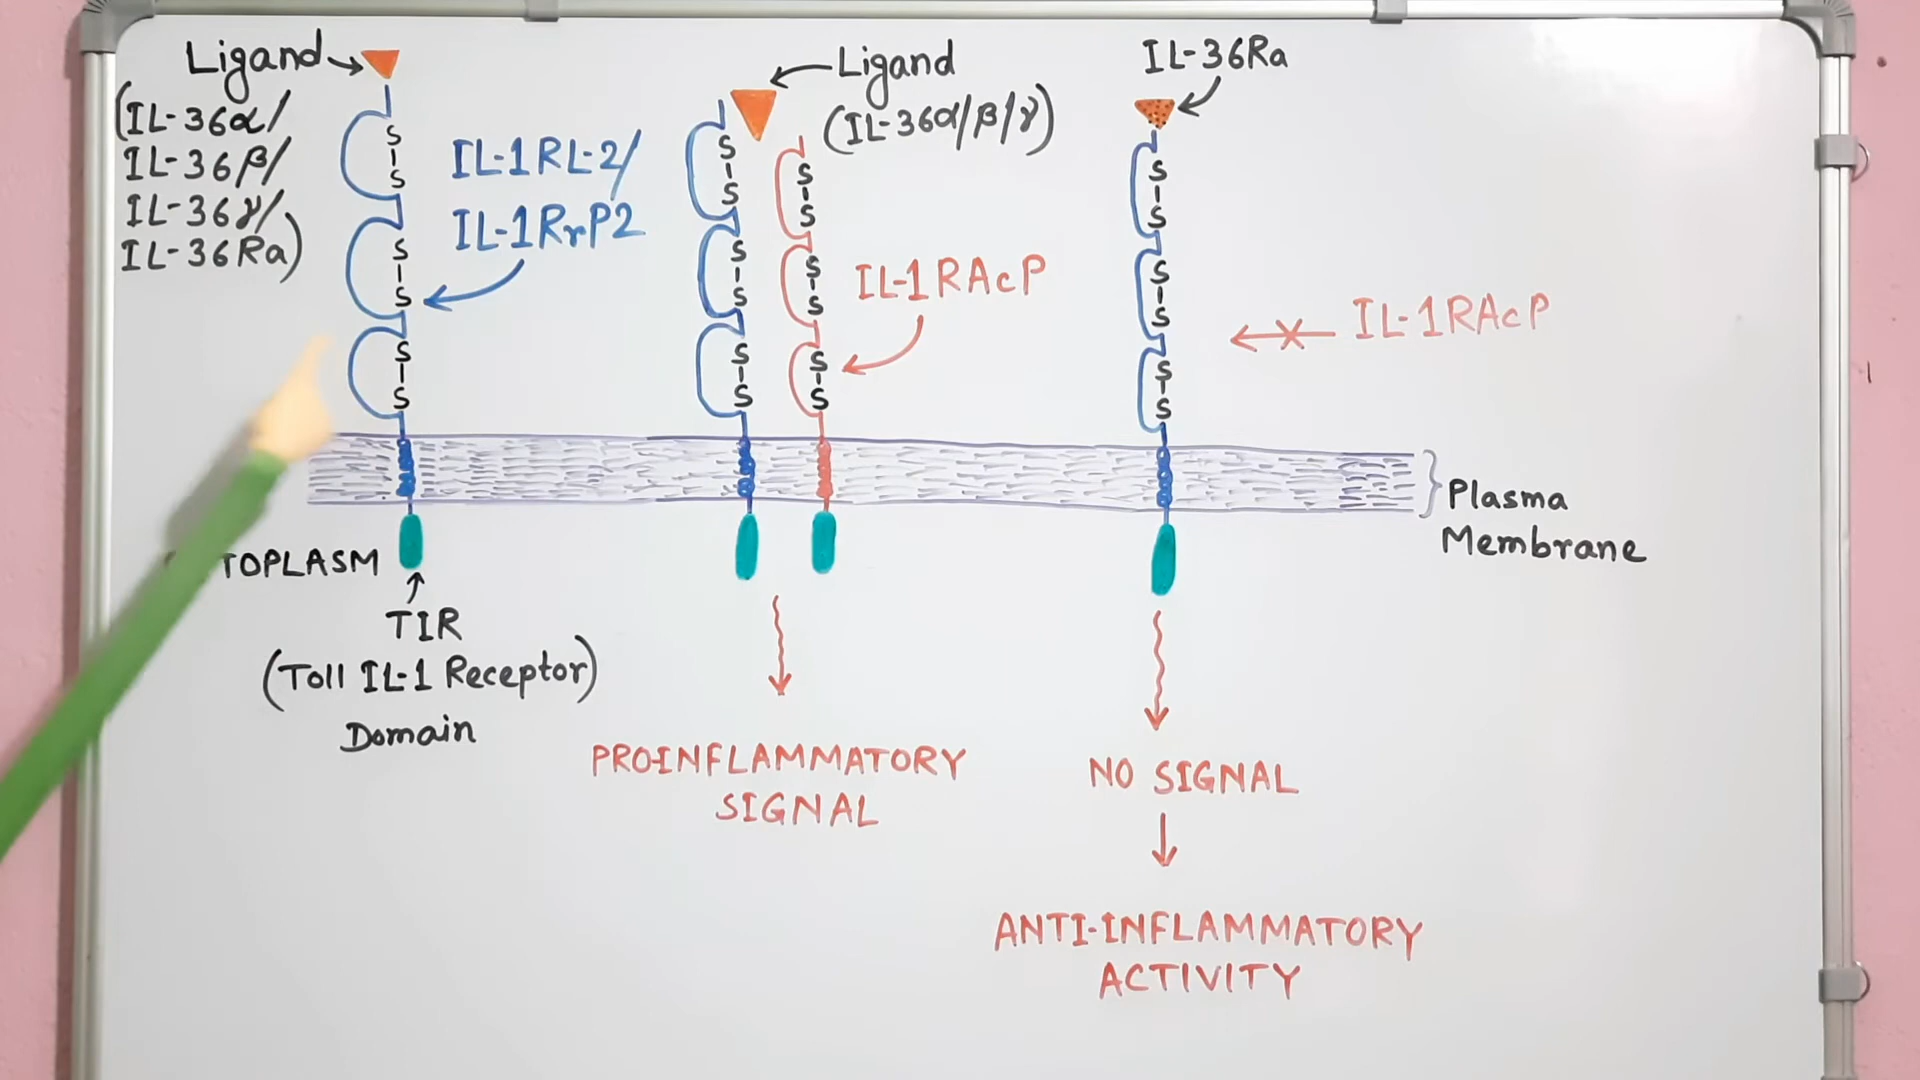 Ligand
(IL-36α/
IL-36β/
IL-36γ/
IL-36Ra)
S
S
S
S
S
S
IL-1RL-2/
IL-1RrP2
TIR
(Toll IL-1 Receptor)
Domain
Ligand
(IL-36α/β/γ)
S
S
S
S
S
S
S
S
S
S
S
S
IL-1RAcP
PROINFLAMMATORY
SIGNAL
IL-36Ra
S
S
S
S
S
S
IL-1RAcP
Plasma
Membrane
NO SIGNAL
ANTI-INFLAMMATORY
ACTIVITY